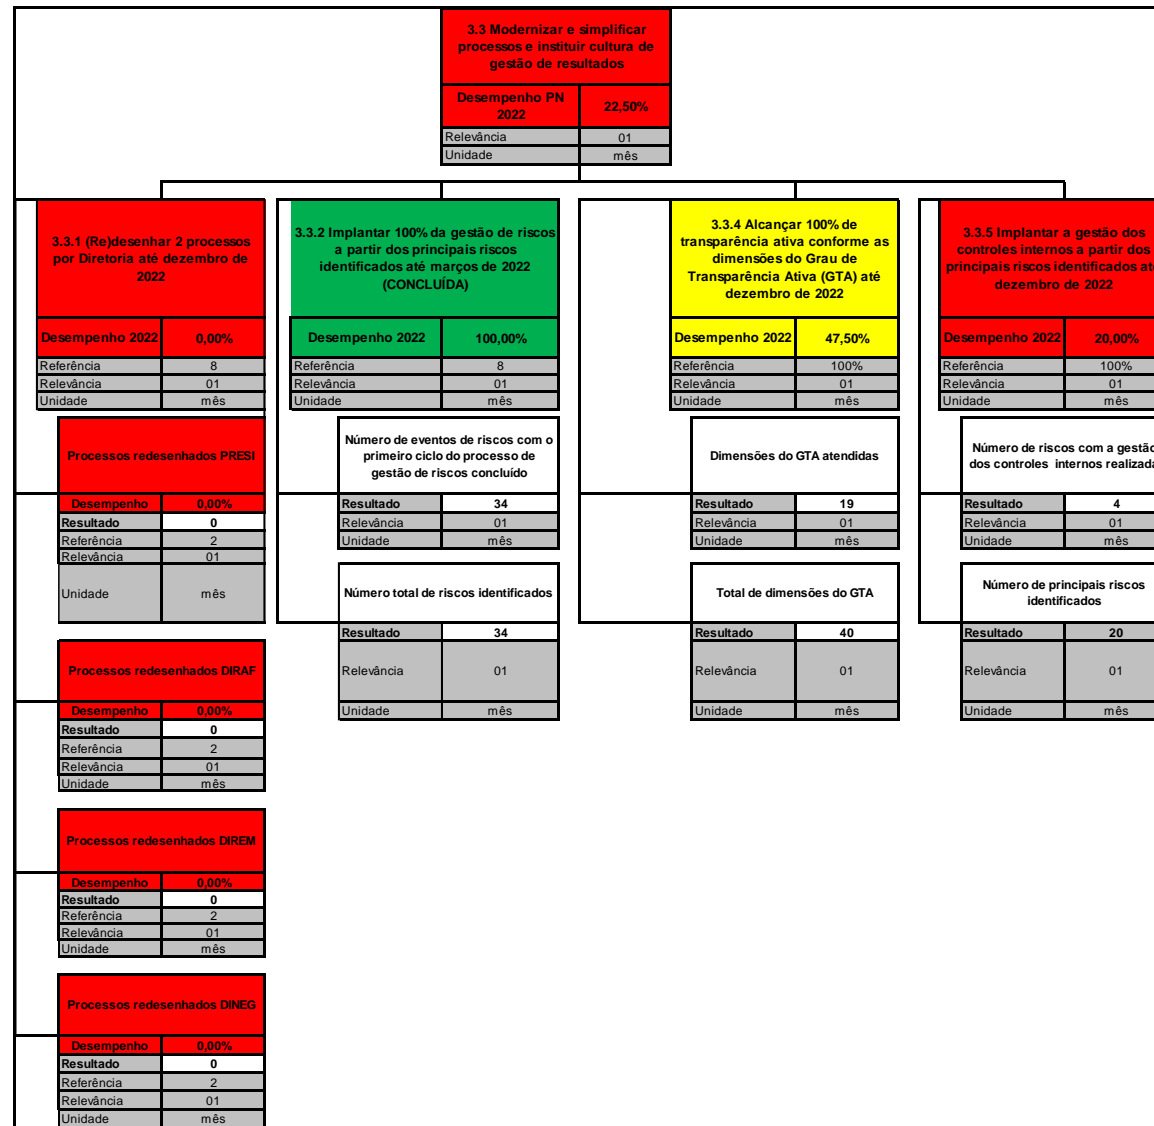 3.3 Modernizar e simplificar
processos e instituir cultura de
gestão de resultados
Desempenho PN
2022
22,50%
Relevância 01
Unidade mês
3.3.1 (Re)desenhar 2 processos
por Diretoria até dezembro de
2022
Desempenho 2022 0,00%
Referência 8
Relevância 01
Unidade mês
Processos redesenhados PRESI
Desempenho 0,00%
Resultado 0
Referência 2
Relevância 01
Unidade mês
Processos redesenhados DIRAF
Desempenho 0,00%
Resultado 0
Referência 2
Relevância 01
Unidade mês
Processos redesenhados DIREM
Desempenho 0,00%
Resultado 0
Referência 2
Relevância 01
Unidade mês
Processos redesenhados DINEG
Desempenho 0,00%
Resultado 0
Referência 2
Relevância 01
Unidade mês
3.3.2 Implantar 100% da gestão de riscos
a partir dos principais riscos
identificados até marços de 2022
(CONCLUÍDA)
Desempenho 2022 100,00%
Referência 8
Relevância 01
Unidade mês
Número de eventos de riscos com o
primeiro ciclo do processo de
gestão de riscos concluído
Resultado 34
Relevância 01
Unidade mês
Número total de riscos identificados
Resultado 34
Relevância 01
Unidade mês
3.3.4 Alcançar 100% de
transparência ativa conforme as
dimensões do Grau de
Transparência Ativa (GTA) até
dezembro de 2022
Desempenho 2022 47,50%
Referência 100%
Relevância 01
Unidade mês
Dimensões do GTA atendidas
Resultado 19
Relevância 01
Unidade mês
Total de dimensões do GTA
Resultado 40
Relevância 01
Unidade mês
3.3.5 Implantar a gestão dos
controles internos a partir dos
principais riscos identificados até
dezembro de 2022
Desempenho 2022 20,00%
Referência 100%
Relevância 01
Unidade mês
Número de riscos com a gestão
dos controles internos realizada
Resultado 4
Relevância 01
Unidade mês
Número de principais riscos
identificados
Resultado 20
Relevância 01
Unidade mês